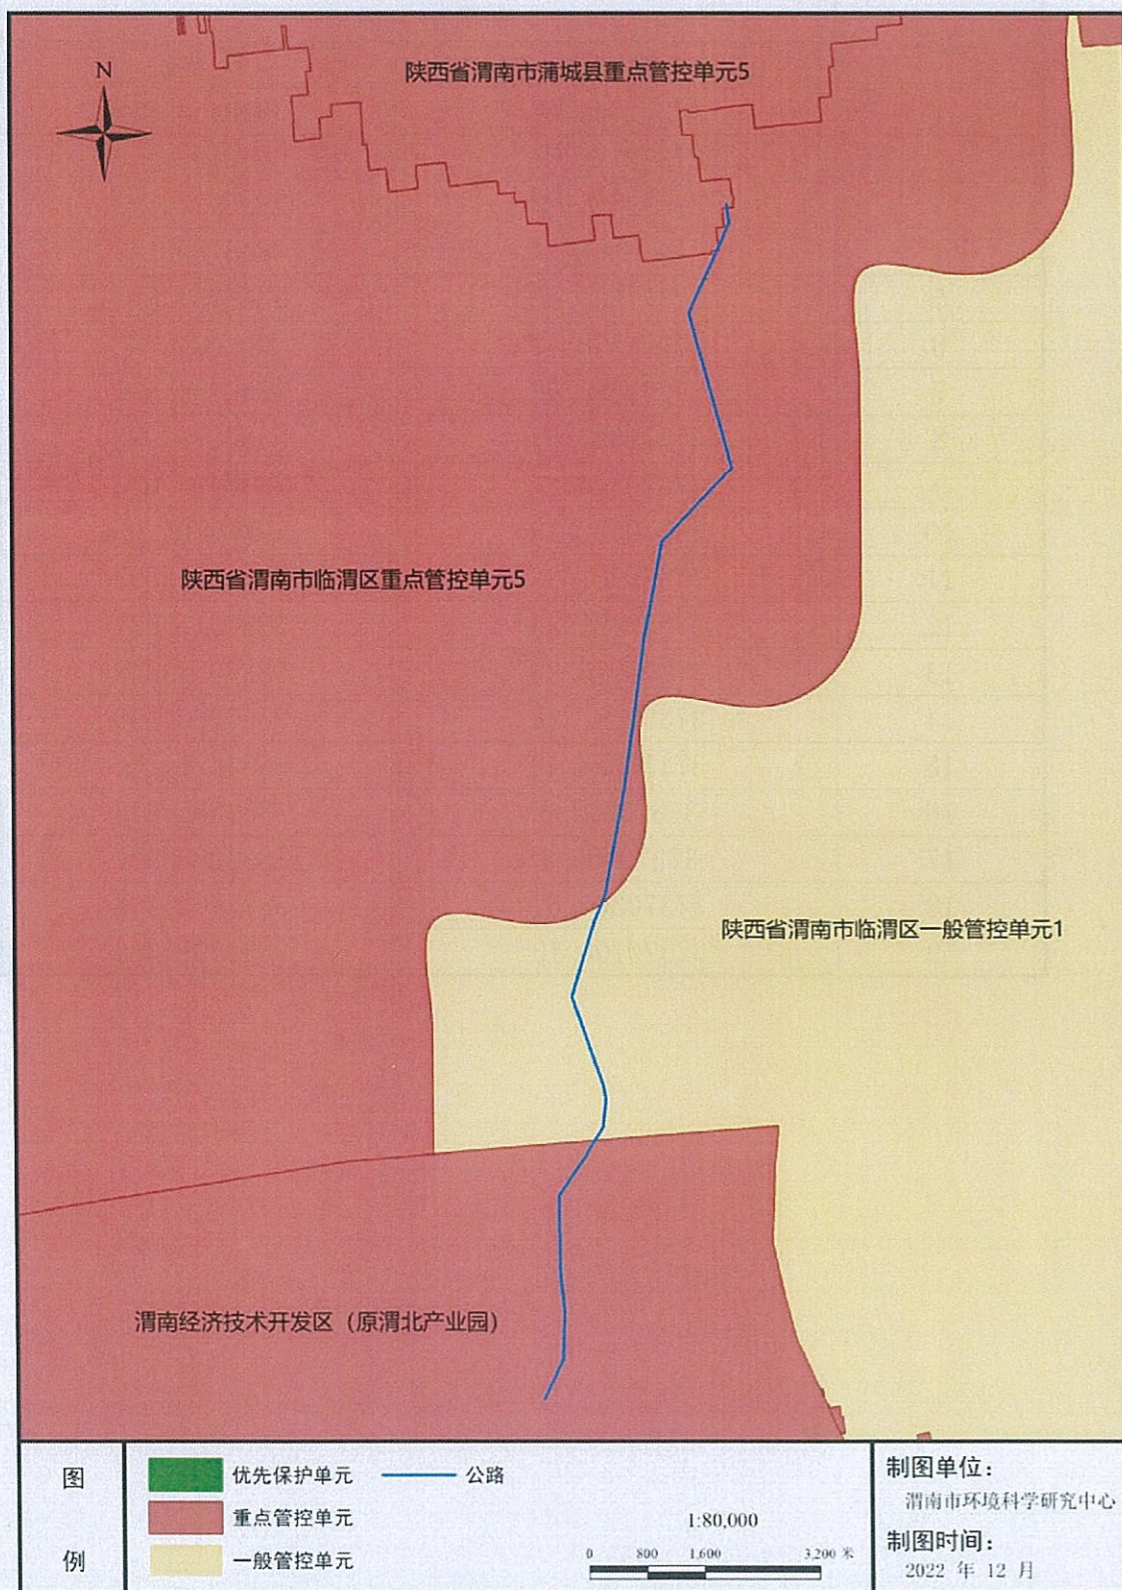 N
陕西省渭南市蒲城县重点管控单元5
陕西省渭南市临渭区重点管控单元5
陕西省渭南市临渭区一般管控单元1
渭南经济技术开发区（原渭北产业园）
图
例
优先保护单元
公路
重点管控单元
一般管控单元
1:80,000
0 800 1,600 3,200 米
制图单位：
渭南市环境科学研究中心
制图时间：
2022 年 12 月